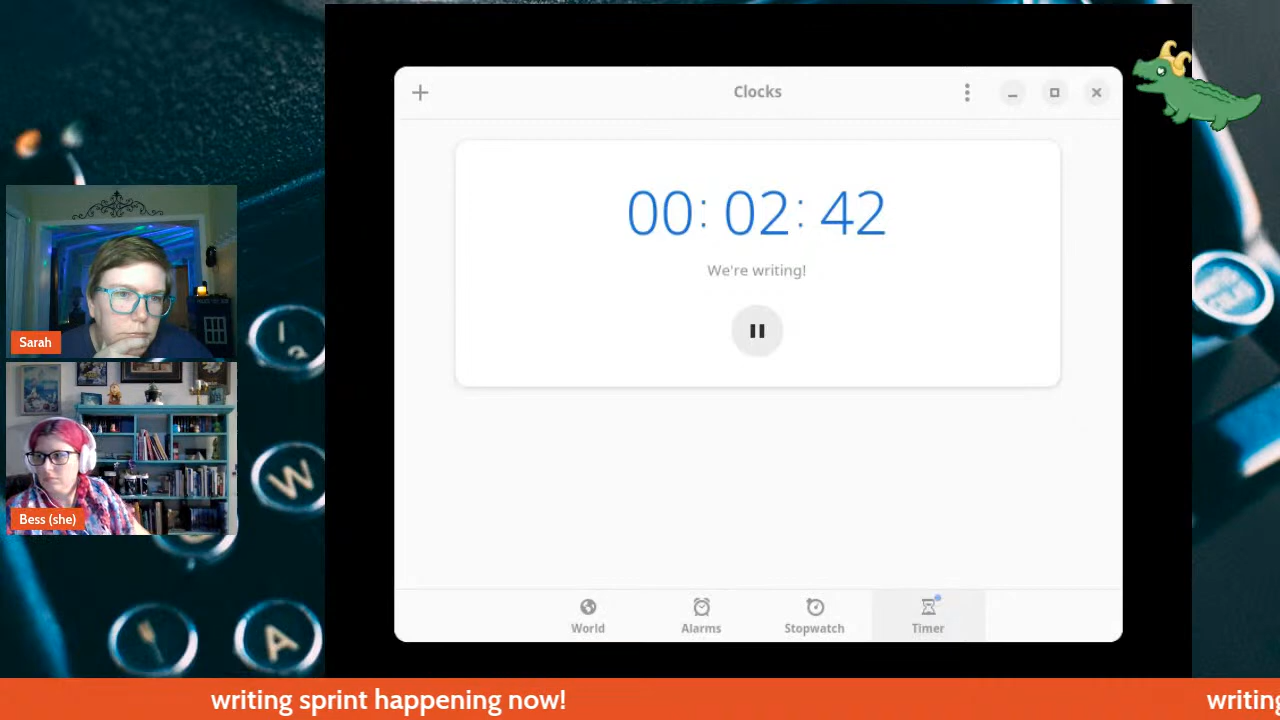 Clocks
00:02:42
We're writing!
Sarah
Bess (she)
I
W
A
World
Alarms
Stopwatch
Timer
writing sprint happening now!
writing